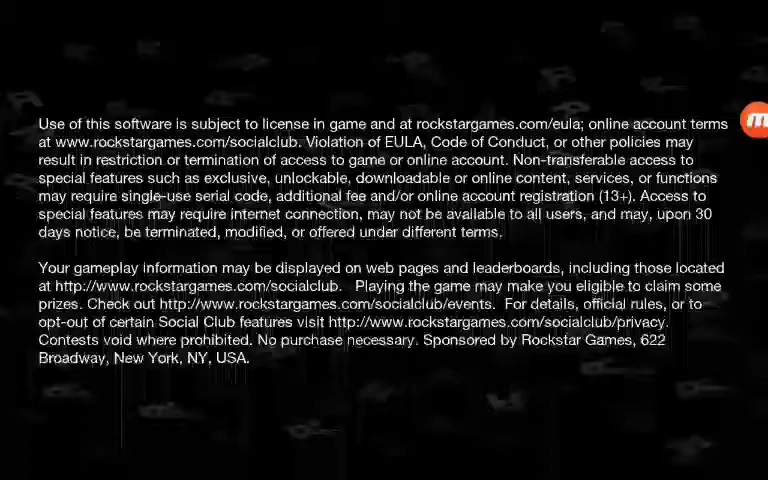 Use of this software is subject to license in game and at rockstargames.com/eula; online account terms
at www.rockstargames.com/socialclub. Violation of EULA, Code of Conduct, or other policies may
result in restriction or termination of access to game or online account. Non-transferable access to
special features such as exclusive, unlockable, downloadable or online content, services, or functions
may require single-use serial code, additional fee and/or online account registration (13+). Access to
special features may require internet connection, may not be available to all users, and may, upon 30
days notice, be terminated, modified, or offered under different terms.
Your gameplay information may be displayed on web pages and leaderboards, including those located
at http://www.rockstargames.com/socialclub.   Playing the game may make you eligible to claim some
prizes. Check out http://www.rockstargames.com/socialclub/events.  For details, official rules, or to
opt-out of certain Social Club features visit http://www.rockstargames.com/socialclub/privacy.
Contests void where prohibited. No purchase necessary. Sponsored by Rockstar Games, 622
Broadway, New York, NY, USA.